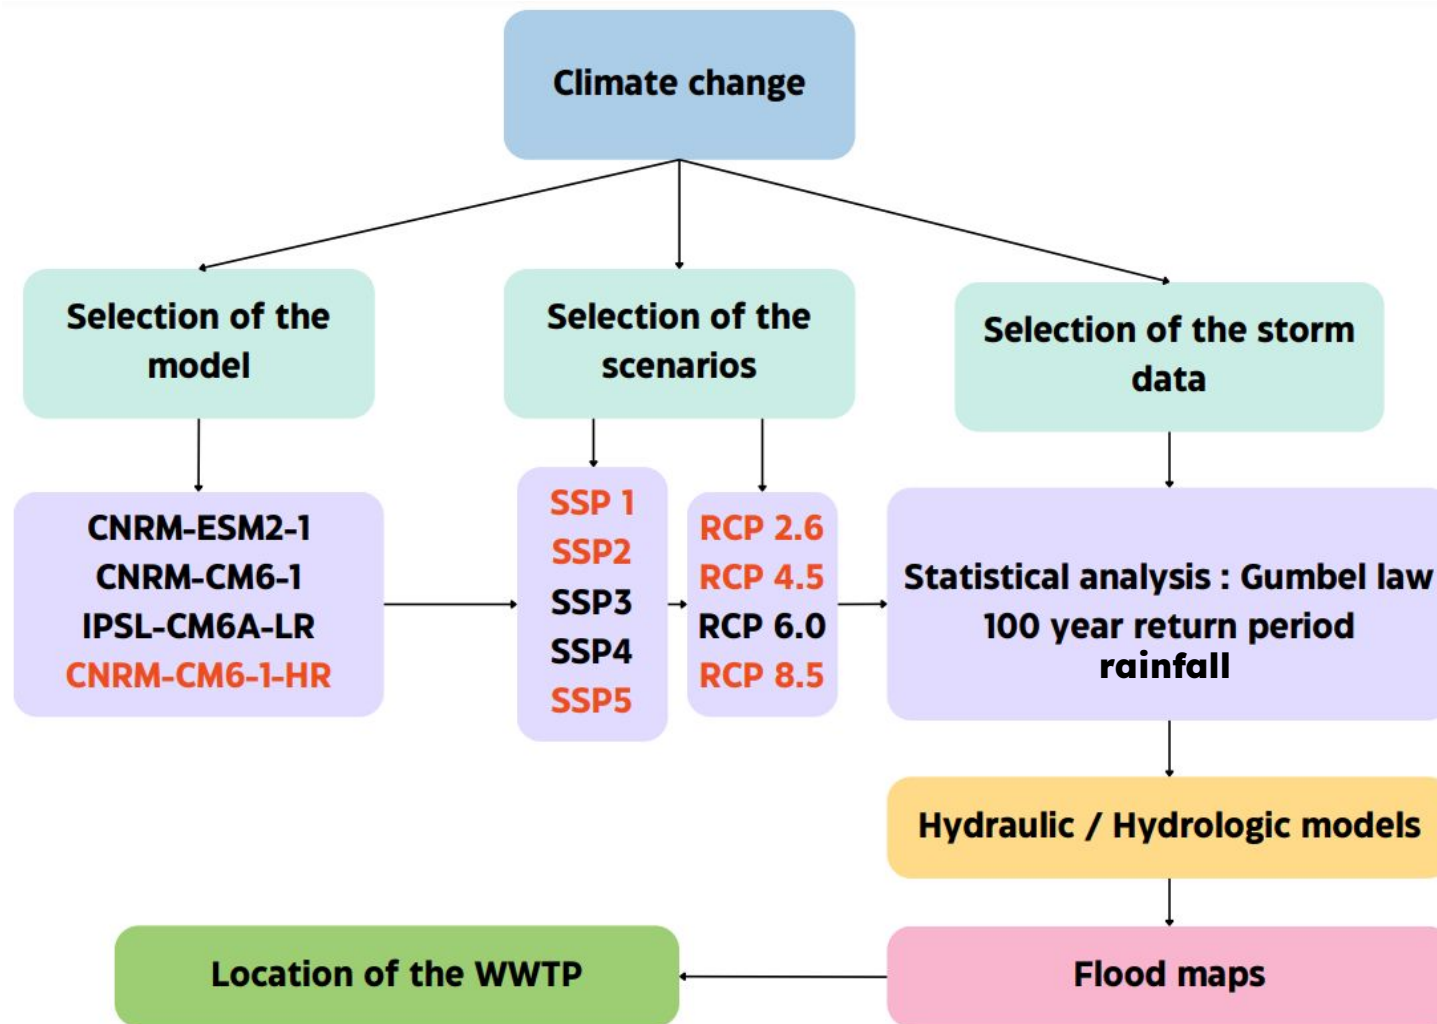 Climate change
Selection of the
model
Selection of the
scenarios
Selection of the storm
data
CNRM-ESM2-1
CNRM-CM6-1
IPSL-CM6A-LR
CNRM-CM6-1-HR
SSP 1
SSP2
SSP3
SSP4
SSP5
RCP 2.6
RCP 4.5
RCP 6.0
RCP 8.5
Statistical analysis : Gumbel law
100 year return period
rainfall
Hydraulic / Hydrologic models
Flood maps
Location of the WWTP